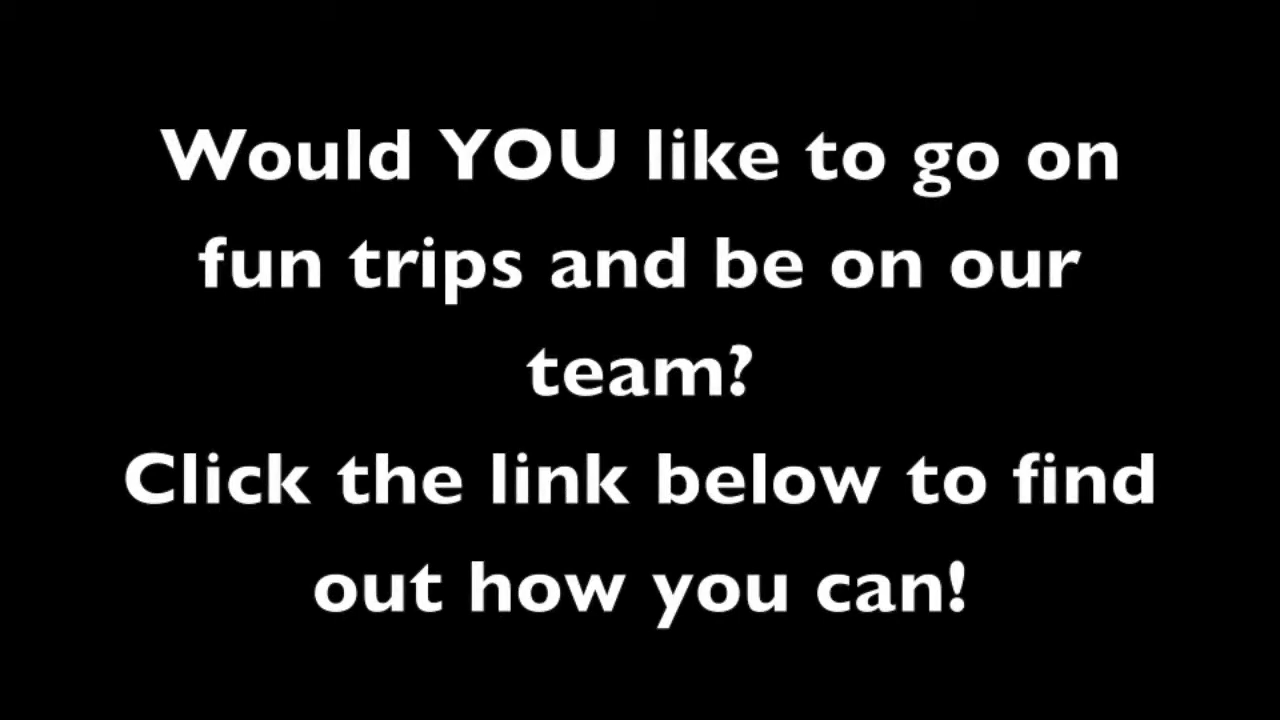 Would YOU like to go on
fun trips and be on our
team?
Click the link below to find
out how you can!